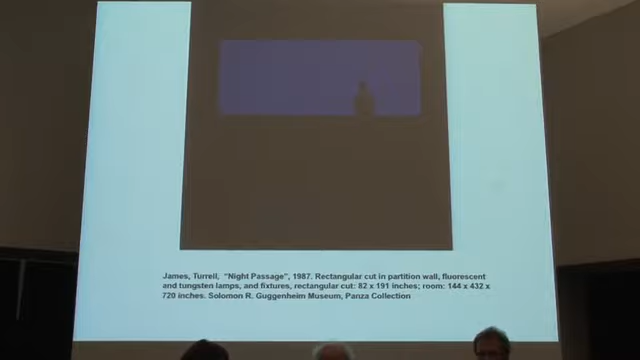 James, Turrell,  "Night Passage", 1987. Rectangular cut in partition wall, fluorescent
and tungsten lamps, and fixtures, rectangular cut: 82 x 191 inches; room: 144 x 432 x
720 inches. Solomon R. Guggenheim Museum, Panza Collection